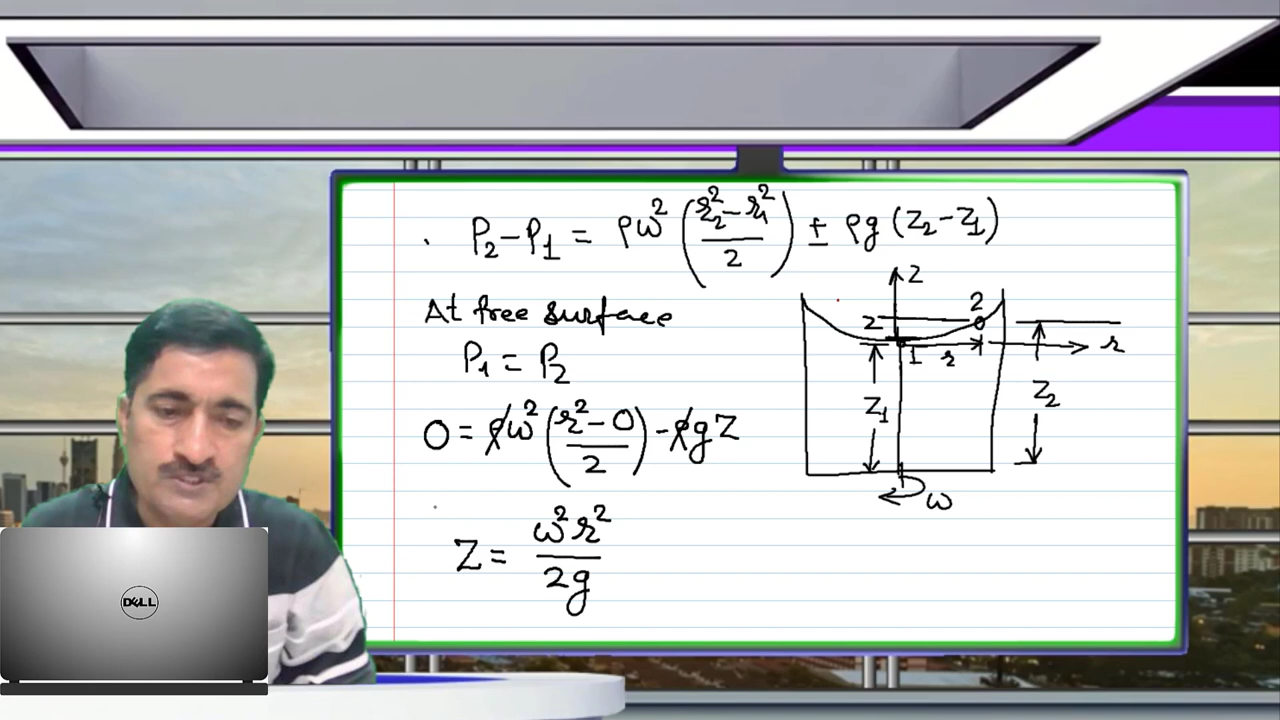 P₂-P₁ = ρω² (r₂²-r₁²/2) ± ρg (Z₂-Z₁)
At free surface
P₁ = P₂
0 = ρω² (r²-0/2) - ρgZ
Z = ω²r²/2g
Z
2
Z
1
r
r
Z₁
Z₂
ω
DELL